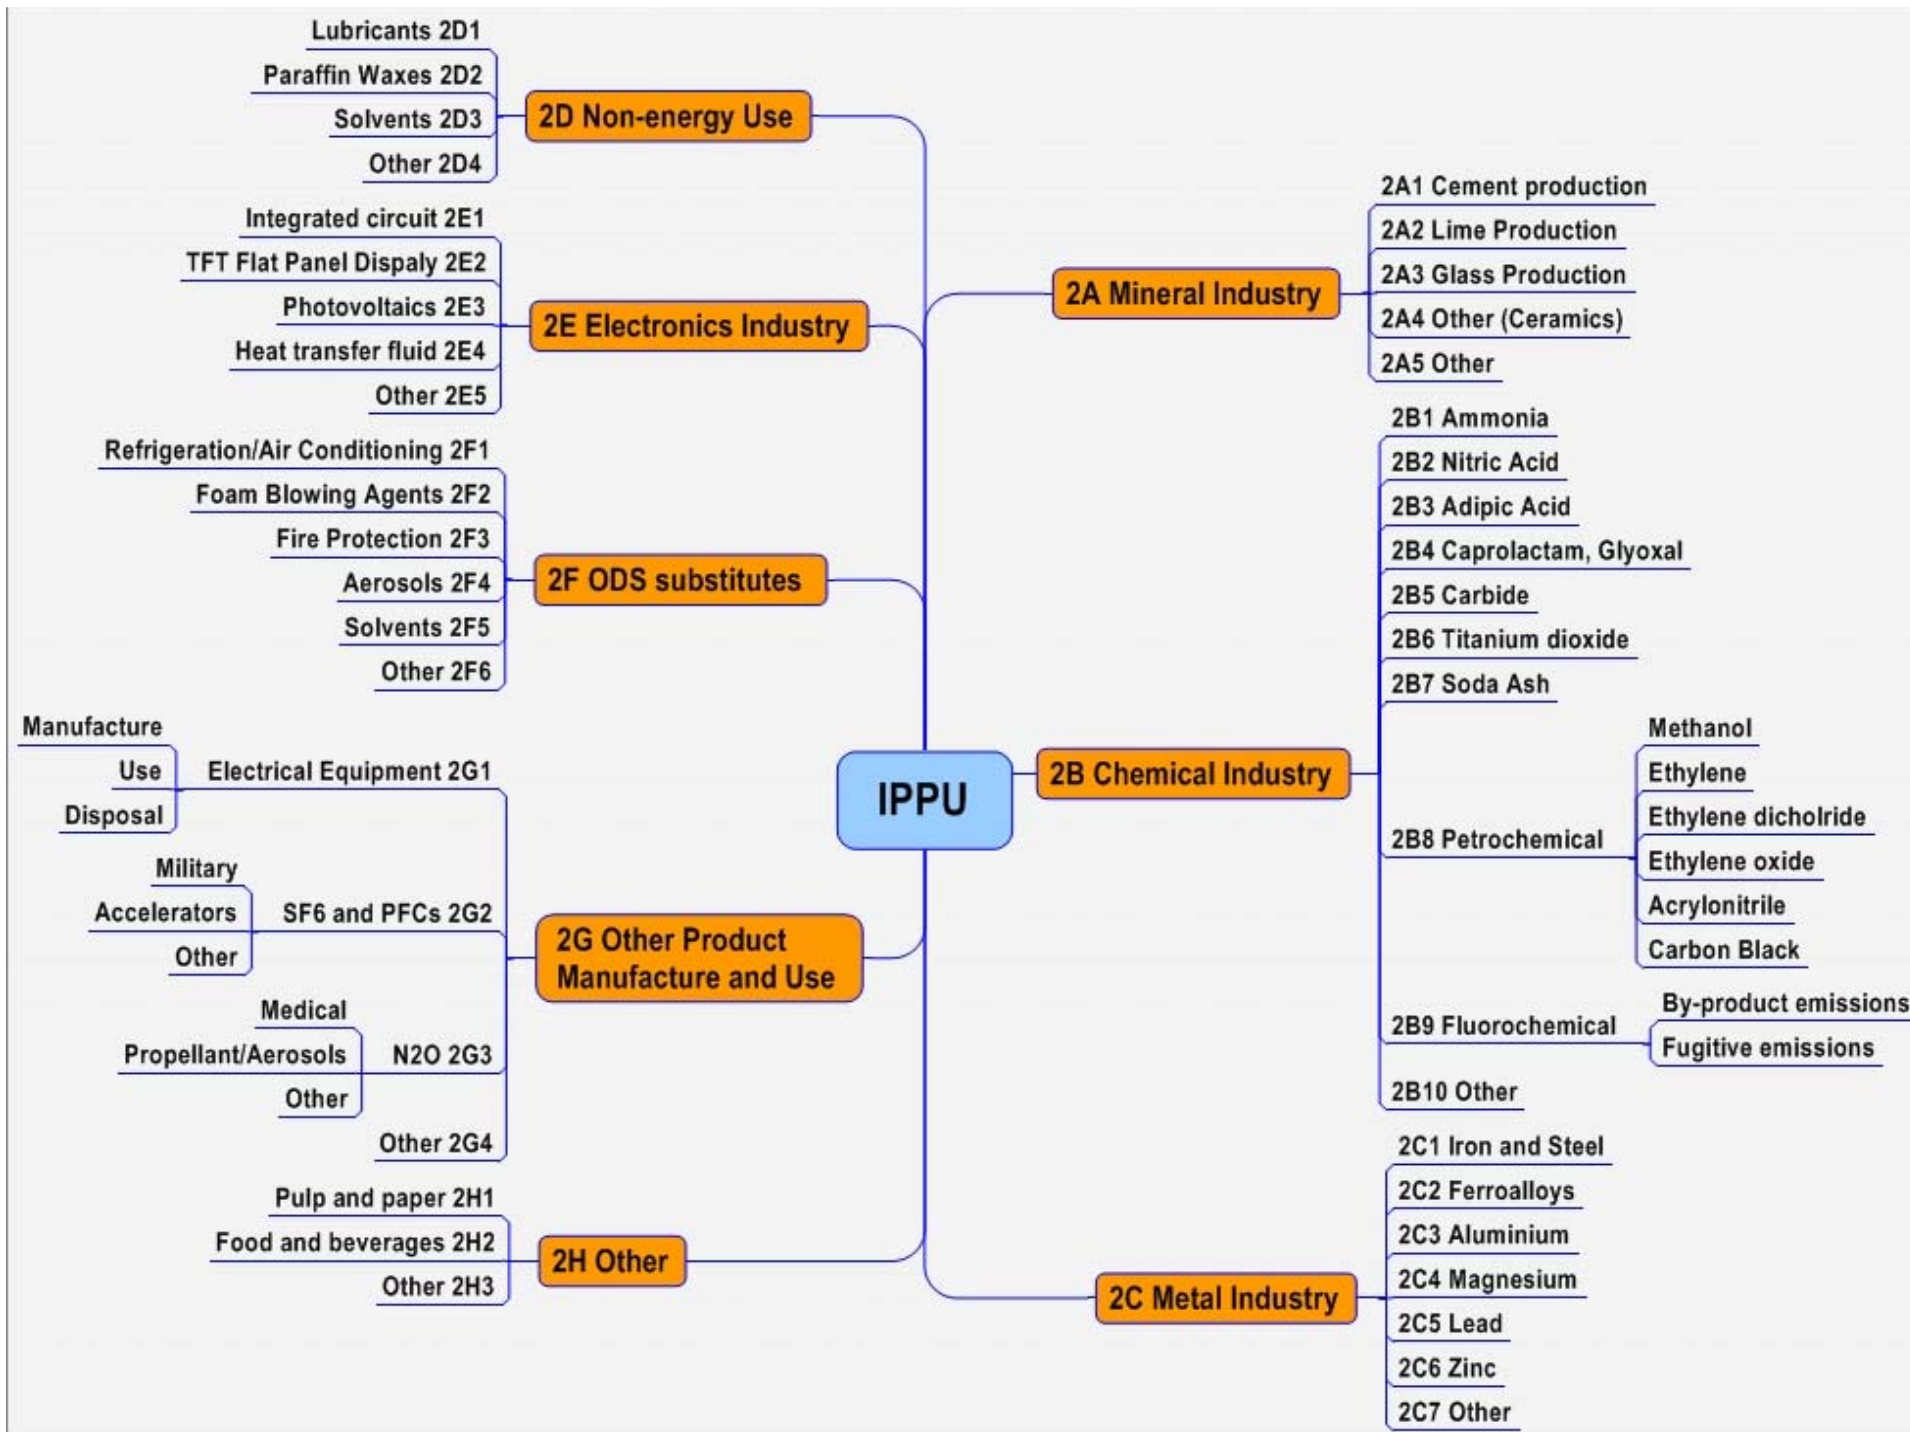 Lubricants 2D1
Paraffin Waxes 2D2
Solvents 2D3
Other 2D4
2D Non-energy Use
Integrated circuit 2E1
TFT Flat Panel Dispaly 2E2
Photovoltaics 2E3
Heat transfer fluid 2E4
Other 2E5
2E Electronics Industry
Refrigeration/Air Conditioning 2F1
Foam Blowing Agents 2F2
Fire Protection 2F3
Aerosols 2F4
Solvents 2F5
Other 2F6
2F ODS substitutes
Manufacture
Use
Disposal
Electrical Equipment 2G1
Military
Accelerators
Other
SF6 and PFCs 2G2
Medical
Propellant/Aerosols
Other
N2O 2G3
Other 2G4
2G Other Product
Manufacture and Use
Pulp and paper 2H1
Food and beverages 2H2
Other 2H3
2H Other
IPPU
2A Mineral Industry
2A1 Cement production
2A2 Lime Production
2A3 Glass Production
2A4 Other (Ceramics)
2A5 Other
2B Chemical Industry
2B1 Ammonia
2B2 Nitric Acid
2B3 Adipic Acid
2B4 Caprolactam, Glyoxal
2B5 Carbide
2B6 Titanium dioxide
2B7 Soda Ash
2B8 Petrochemical
Methanol
Ethylene
Ethylene dicholride
Ethylene oxide
Acrylonitrile
Carbon Black
2B9 Fluorochemical
By-product emissions
Fugitive emissions
2B10 Other
2C Metal Industry
2C1 Iron and Steel
2C2 Ferroalloys
2C3 Aluminium
2C4 Magnesium
2C5 Lead
2C6 Zinc
2C7 Other